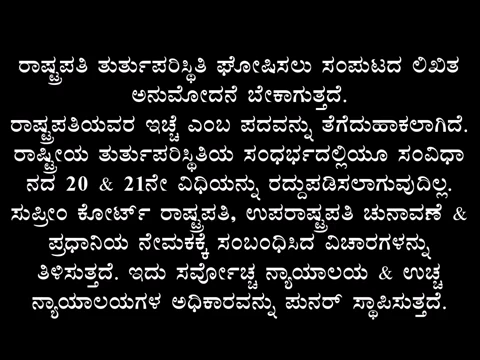 ರಾಷ್ಟ್ರಪತಿ ತುರ್ತುಪರಿಸ್ಥಿತಿ ಘೋಷಿಸಲು ಸಂಪುಟದ ಲಿಖಿತ
ಅನುಮೋದನೆ ಬೇಕಾಗುತ್ತದೆ.
ರಾಷ್ಟ್ರಪತಿಯವರ ಇಚ್ಛೆ ಎಂಬ ಪದವನ್ನು ತೆಗೆದುಹಾಕಲಾಗಿದೆ.
ರಾಷ್ಟ್ರೀಯ ತುರ್ತುಪರಿಸ್ಥಿತಿಯ ಸಂಧರ್ಭದಲ್ಲಿಯೂ ಸಂವಿಧಾ
ನದ 20 & 21ನೇ ವಿಧಿಯನ್ನು ರದ್ದುಪಡಿಸಲಾಗುವುದಿಲ್ಲ.
ಸುಪ್ರೀಂ ಕೋರ್ಟ್ ರಾಷ್ಟ್ರಪತಿ, ಉಪರಾಷ್ಟ್ರಪತಿ ಚುನಾವಣೆ &
ಪ್ರಧಾನಿಯ ನೇಮಕಕ್ಕೆ ಸಂಬಂಧಿಸಿದ ವಿಚಾರಗಳನ್ನು
ತಿಳಿಸುತ್ತದೆ. ಇದು ಸರ್ವೋಚ್ಚ ನ್ಯಾಯಾಲಯ & ಉಚ್ಚ
ನ್ಯಾಯಾಲಯಗಳ ಅಧಿಕಾರವನ್ನು ಪುನರ್ ಸ್ಥಾಪಿಸುತ್ತದೆ.